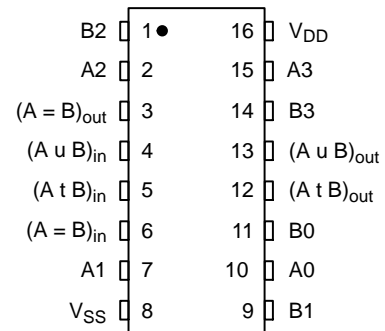 B2 1 16 VDD
A2 2 15 A3
(A = B)out 3 14 B3
(A u B)in 4 13 (A u B)out
(A t B)in 5 12 (A t B)out
(A = B)in 6 11 B0
A1 7 10 A0
VSS 8 9 B1